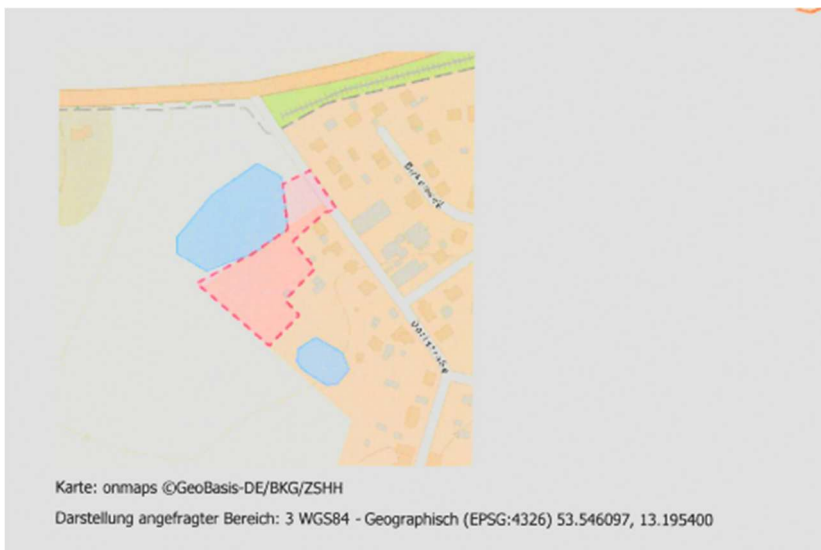 Karte: onmaps ©GeoBasis-DE/BKG/ZSHH
Darstellung angefragter Bereich: 3 WGS84 - Geographisch (EPSG:4326) 53.546097, 13.195400